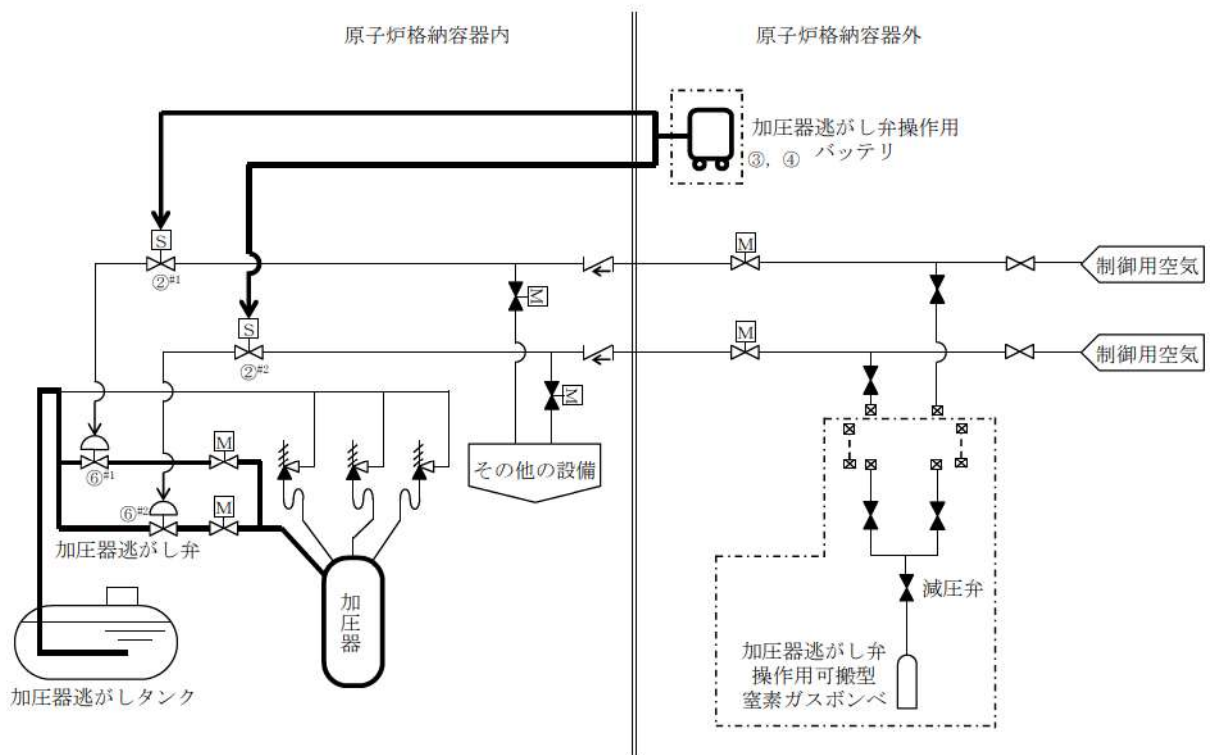 原子炉格納容器内
原子炉格納容器外
加圧器逃がし弁操作用
③，④ バッテリ
S
②#1
M
制御用空気
M
S
②#2
M
制御用空気
M
M
⑥#1
その他の設備
⑥#2
M
加圧器逃がし弁
減圧弁
加圧器
加圧器逃がし弁
操作用可搬型
窒素ガスボンベ
加圧器逃がしタンク